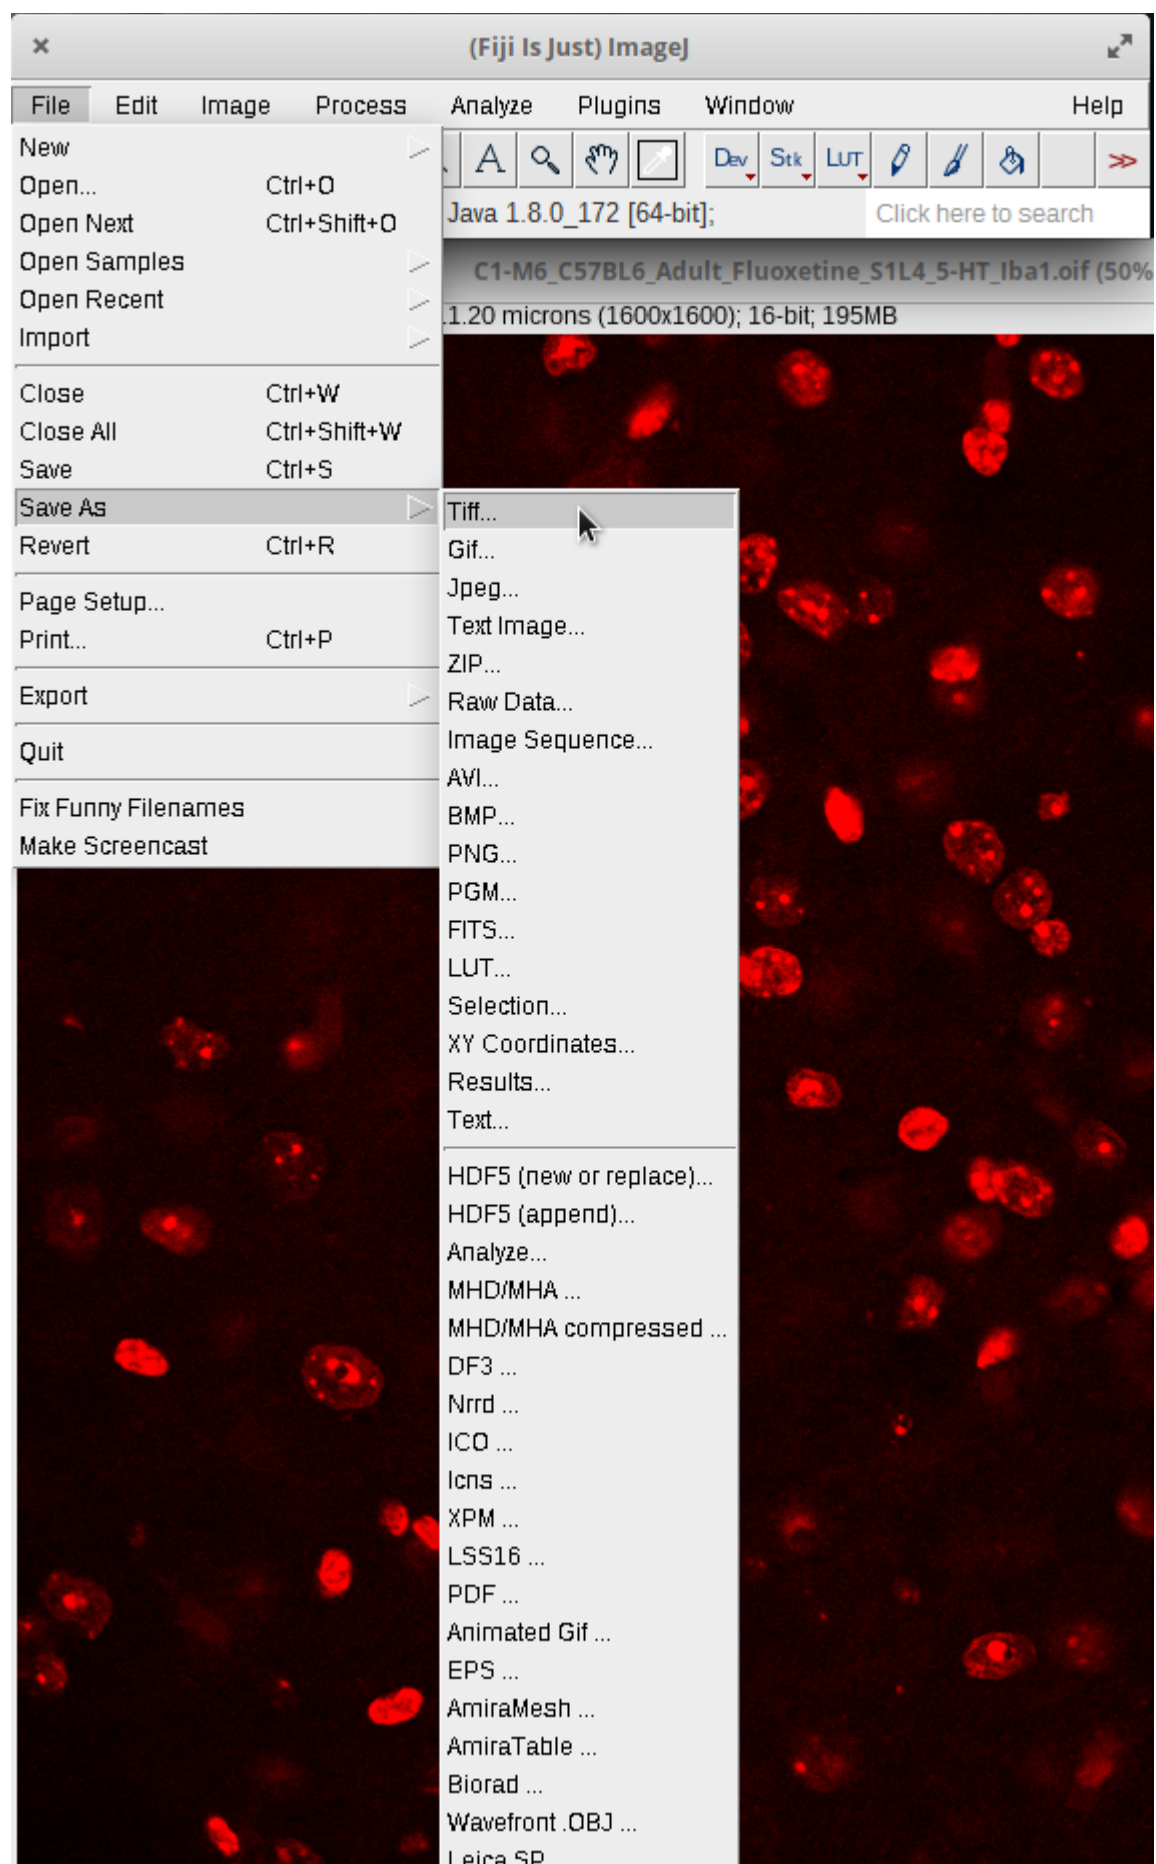 (Fiji Is Just) ImageJ
File Edit Image Process Analyze Plugins Window Help
A Dev Stk LUT >>
Java 1.8.0_172 [64-bit]; Click here to search
C1-M6_C57BL6_Adult_Fluoxetine_S1L4_5-HT_Iba1.oif (50%
1.20 microns (1600x1600); 16-bit; 195MB
New
Open... Ctrl+O
Open Next Ctrl+Shift+O
Open Samples
Open Recent
Import
Close Ctrl+W
Close All Ctrl+Shift+W
Save Ctrl+S
Save As
Revert Ctrl+R
Page Setup...
Print... Ctrl+P
Export
Quit
Fix Funny Filenames
Make Screencast
Tiff...
Gif...
Jpeg...
Text Image...
ZIP...
Raw Data...
Image Sequence...
AVI...
BMP...
PNG...
PGM...
FITS...
LUT...
Selection...
XY Coordinates...
Results...
Text...
HDF5 (new or replace)...
HDF5 (append)...
Analyze...
MHD/MHA ...
MHD/MHA compressed ...
DF3 ...
Nrrd ...
ICO ...
Icns ...
XPM ...
LSS16 ...
PDF ...
Animated Gif ...
EPS ...
AmiraMesh ...
AmiraTable ...
Biorad ...
Wavefront .OBJ ...
Leica SP